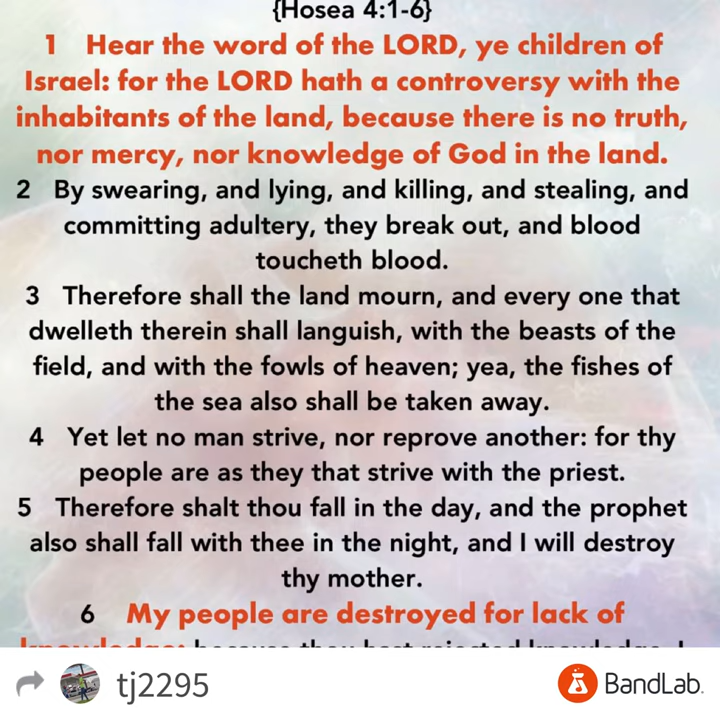 {Hosea 4:1-6}
1 Hear the word of the LORD, ye children of
Israel: for the LORD hath a controversy with the
inhabitants of the land, because there is no truth,
nor mercy, nor knowledge of God in the land.
2 By swearing, and lying, and killing, and stealing, and
committing adultery, they break out, and blood
toucheth blood.
3 Therefore shall the land mourn, and every one that
dwelleth therein shall languish, with the beasts of the
field, and with the fowls of heaven; yea, the fishes of
the sea also shall be taken away.
4 Yet let no man strive, nor reprove another: for thy
people are as they that strive with the priest.
5 Therefore shalt thou fall in the day, and the prophet
also shall fall with thee in the night, and I will destroy
thy mother.
6 My people are destroyed for lack of
tj2295
BandLab